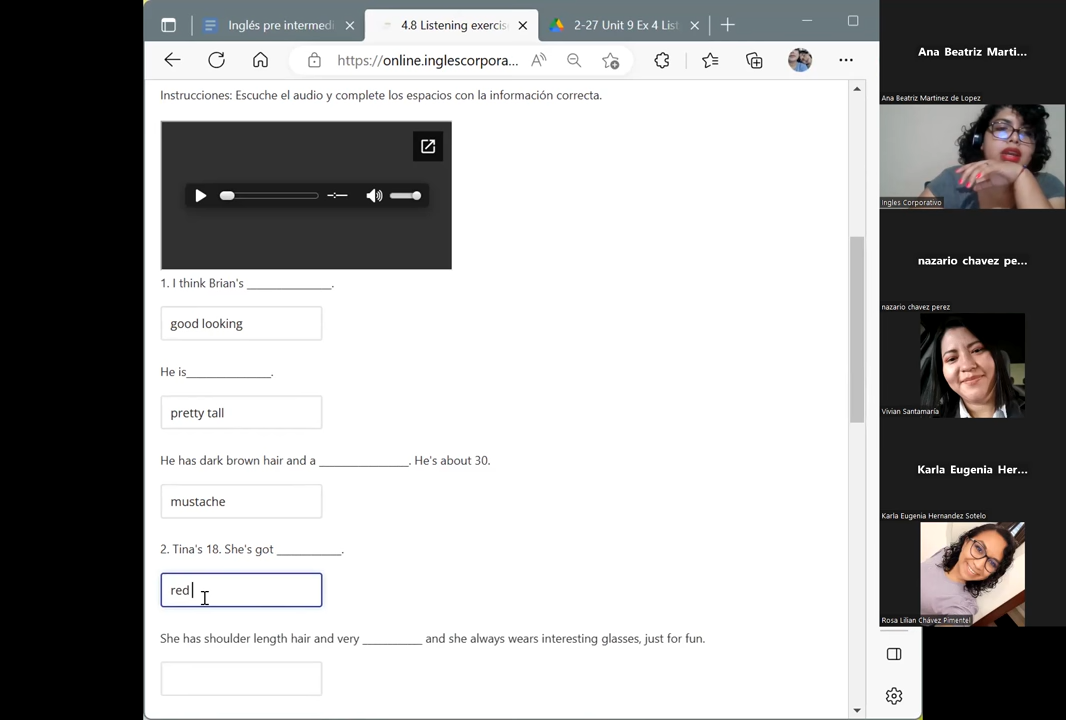 Inglés pre intermedi
4.8 Listening exercis
2-27 Unit 9 Ex 4 List
https://online.inglescorpora...
Instrucciones: Escuche el audio y complete los espacios con la información correcta.
1. I think Brian's ______________.
good looking
He is______________.
pretty tall
He has dark brown hair and a _______________. He's about 30.
mustache
2. Tina's 18. She's got ___________.
red
She has shoulder length hair and very __________ and she always wears interesting glasses, just for fun.
Ana Beatriz Marti...
Ana Beatriz Martinez de Lopez
Ingles Corporativo
nazario chavez pe...
nazario chavez perez
Vivian Santamaría
Karla Eugenia Her...
Karla Eugenia Hernandez Sotelo
Rosa Lilian Chávez Pimentel